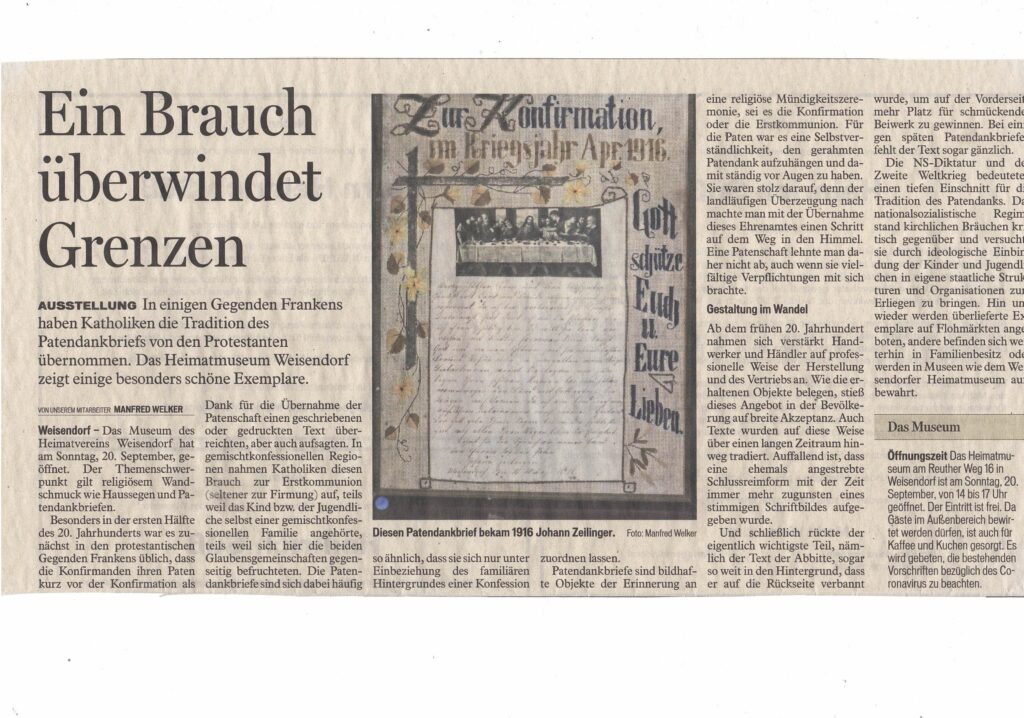 Ein Brauch
überwindet
Grenzen
AUSSTELLUNG In einigen Gegenden Frankens
haben Katholiken die Tradition des
Patendankbriefs von den Protestanten
übernommen. Das Heimatmuseum Weisendorf
zeigt einige besonders schöne Exemplare.
VON UNSEREM MITARBEITER MANFRED WELKER
Weisendorf – Das Museum des
Heimatvereins Weisendorf hat
am Sonntag, 20. September, ge-
öffnet. Der Themenschwer-
punkt gilt religiösem Wand-
schmuck wie Haussegen und Pa-
tendankbriefen.
Besonders in der ersten Hälfte
des 20. Jahrhunderts war es zu-
nächst in den protestantischen
Gegenden Frankens üblich, dass
die Konfirmanden ihren Paten
kurz vor der Konfirmation als
Dank für die Übernahme der
Patenschaft einen geschriebenen
oder gedruckten Text über-
reichten, aber auch aufsagten. In
gemischtkonfessionellen Regio-
nen nahmen Katholiken diesen
Brauch zur Erstkommunion
(seltener zur Firmung) auf, teils
weil das Kind bzw. der Jugendli-
che selbst einer gemischtkonfes-
sionellen Familie angehörte,
teils weil sich hier die beiden
Glaubensgemeinschaften gegen-
seitig befruchteten. Die Paten-
dankbriefe sind sich dabei häufig
Zur Konfirmation,
im Kriegsjahr Apr 1916.
Gott
schütze
Euch
u.
Eure
Lieben.
Diesen Patendankbrief bekam 1916 Johann Zeilinger.
Foto: Manfred Welker
so ähnlich, dass sie sich nur unter
Einbeziehung des familiären
Hintergrundes einer Konfession
zuordnen lassen.
Patendankbriefe sind bildhaf-
te Objekte der Erinnerung an
eine religiöse Mündigkeitszere-
monie, sei es die Konfirmation
oder die Erstkommunion. Für
die Paten war es eine Selbstver-
ständlichkeit, den gerahmten
Patendank aufzuhängen und da-
mit ständig vor Augen zu haben.
Sie waren stolz darauf, denn der
landläufigen Überzeugung nach
machte man mit der Übernahme
dieses Ehrenamtes einen Schritt
auf dem Weg in den Himmel.
Eine Patenschaft lehnte man da-
her nicht ab, auch wenn sie viel-
fältige Verpflichtungen mit sich
brachte.
Gestaltung im Wandel
Ab dem frühen 20. Jahrhundert
nahmen sich verstärkt Hand-
werker und Händler auf profes-
sionelle Weise der Herstellung
und des Vertriebs an. Wie die er-
haltenen Objekte belegen, stieß
dieses Angebot in der Bevölke-
rung auf breite Akzeptanz. Auch
Texte wurden auf diese Weise
über einen langen Zeitraum hin-
weg tradiert. Auffallend ist, dass
eine ehemals angestrebte
Schlussreimform mit der Zeit
immer mehr zugunsten eines
stimmigen Schriftbildes aufge-
geben wurde.
Und schließlich rückte der
eigentlich wichtigste Teil, näm-
lich der Text der Abbitte, sogar
so weit in den Hintergrund, dass
er auf die Rückseite verbannt
wurde, um auf der Vorderseit
mehr Platz für schmückende
Beiwerk zu gewinnen. Bei eini
gen späten Patendankbriefe
fehlt der Text sogar gänzlich.
Die NS-Diktatur und de
Zweite Weltkrieg bedeutete
einen tiefen Einschnitt für di
Tradition des Patendanks. Da
nationalsozialistische Regim
stand kirchlichen Bräuchen kri
tisch gegenüber und versucht
sie durch ideologische Einbin
dung der Kinder und Jugendl
chen in eigene staatliche Struk
turen und Organisationen zu
Erliegen zu bringen. Hin un
wieder werden überlieferte Ex
emplare auf Flohmärkten ange
boten, andere befinden sich we
terhin in Familienbesitz ode
werden in Museen wie dem We
sendorfer Heimatmuseum au
bewahrt.
Das Museum
Öffnungszeit Das Heimatmu-
seum am Reuther Weg 16 in
Weisendorf ist am Sonntag, 20.
September, von 14 bis 17 Uhr
geöffnet. Der Eintritt ist frei. Da
Gäste im Außenbereich bewir-
tet werden dürfen, ist auch für
Kaffee und Kuchen gesorgt. Es
wird gebeten, die bestehenden
Vorschriften bezüglich des Co-
ronavirus zu beachten.